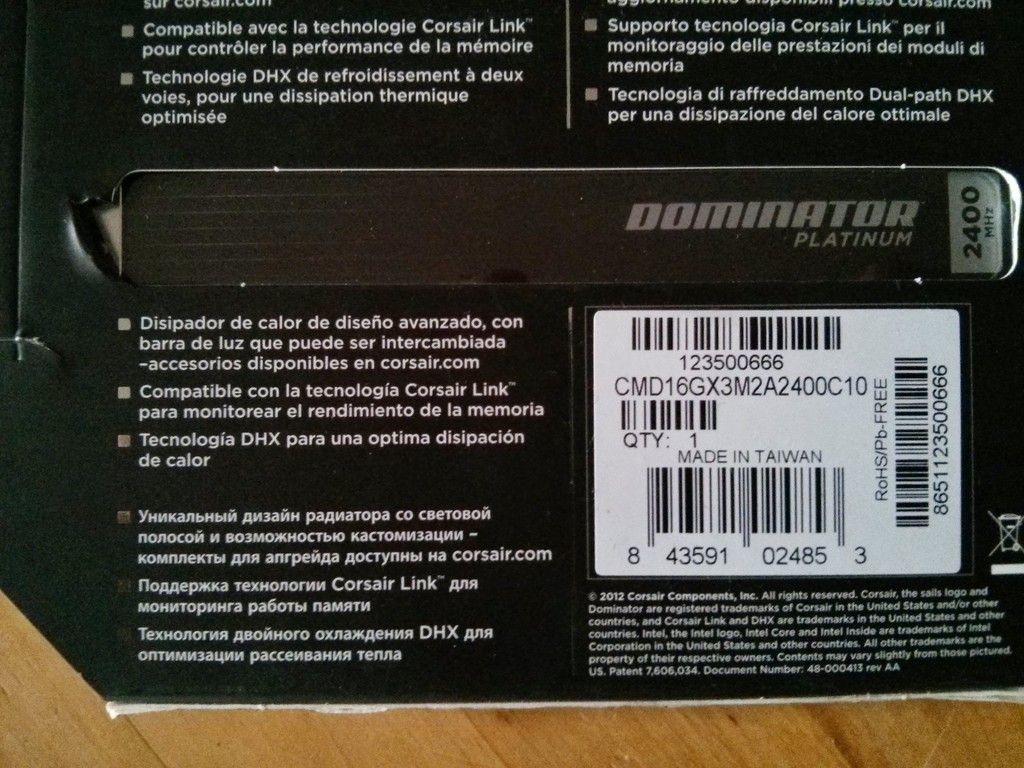 sur corsair.com
Compatible avec la technologie Corsair Link™
pour contrôler la performance de la mémoire
Technologie DHX de refroidissement à deux
voies, pour une dissipation thermique
optimisée
aggiornamento disponibili presso corsair.com
Supporto tecnologia Corsair Link™ per il
monitoraggio delle prestazioni dei moduli di
memoria
Tecnologia di raffreddamento Dual-path DHX
per una dissipazione del calore ottimale
DOMINATOR
PLATINUM
2400
MHz
Disipador de calor de diseño avanzado, con
barra de luz que puede ser intercambiada
–accesorios disponibles en corsair.com
Compatible con la tecnología Corsair Link™
para monitorear el rendimiento de la memoria
Tecnología DHX para una optima disipación
de calor
Уникальный дизайн радиатора со световой
полосой и возможностью кастомизации –
комплекты для апгрейда доступны на corsair.com
Поддержка технологии Corsair Link™ для
мониторинга работы памяти
Технология двойного охлаждения DHX для
оптимизации рассеивания тепла
123500666
CMD16GX3M2A2400C10
QTY: 1
MADE IN TAIWAN
8 43591 02485 3
RoHS/Pb-FREE
8651123500666
© 2012 Corsair Components, Inc. All rights reserved. Corsair, the sails logo and
Dominator are registered trademarks of Corsair in the United States and/or other
countries, and Corsair Link and DHX are trademarks in the United States and other
countries. Intel, the Intel logo, Intel Core and Intel Inside are trademarks of Intel
Corporation in the United States and other countries. All other trademarks are the
property of their respective owners. Contents may vary slightly from those pictured.
US. Patent 7,606,034. Document Number: 48-000413 rev AA